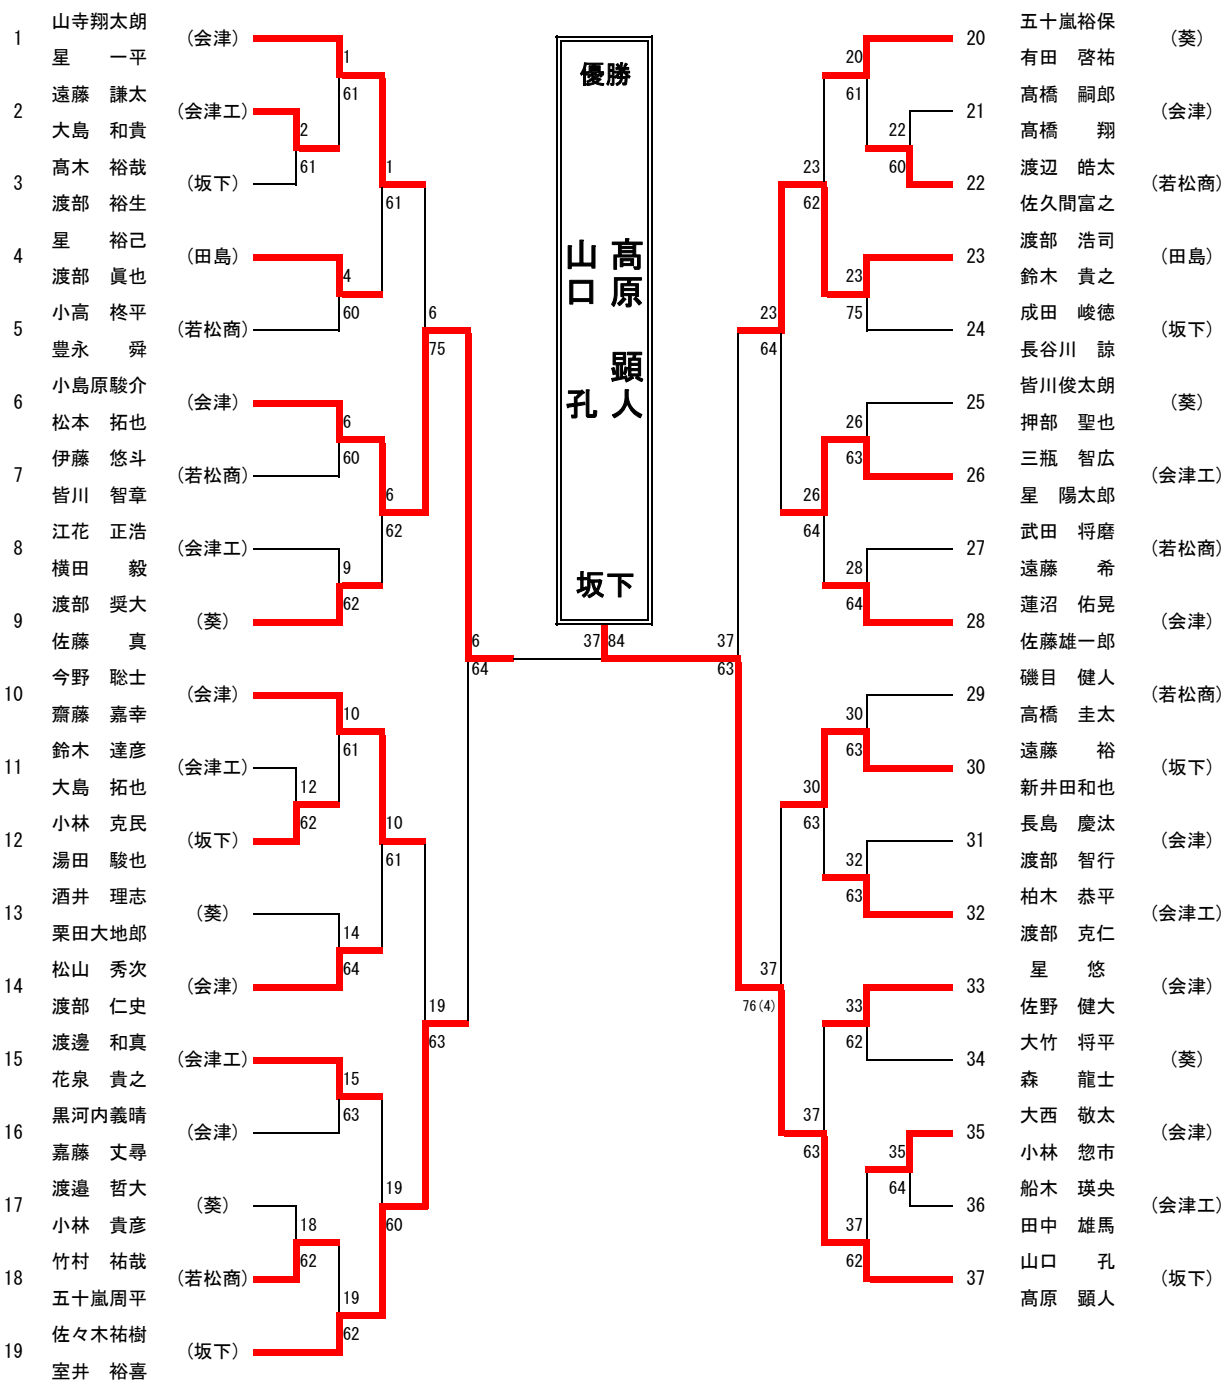 1 山寺翔太朗 (会津)
星　　一平
2 遠藤　謙太 (会津工)
大島　和貴
3 髙木　裕哉 (坂下)
渡部　裕生
4 星　　裕己 (田島)
渡部　眞也
5 小高　柊平 (若松商)
豊永　　舜
6 小島原駿介 (会津)
松本　拓也
7 伊藤　悠斗 (若松商)
皆川　智章
8 江花　正浩 (会津工)
横田　　毅
9 渡部　奨大 (葵)
佐藤　　真
10 今野　聡士 (会津)
齋藤　嘉幸
11 鈴木　達彦 (会津工)
大島　拓也
12 小林　克民 (坂下)
湯田　駿也
13 酒井　理志 (葵)
栗田大地郎
14 松山　秀次 (会津)
渡部　仁史
15 渡邉　和真 (会津工)
花泉　貴之
16 黒河内義晴 (会津)
嘉藤　丈尋
17 渡邉　哲大 (葵)
小林　貴彦
18 竹村　祐哉 (若松商)
五十嵐周平
19 佐々木祐樹 (坂下)
室井　裕喜
1
61
2
61
4
60
1
61
6
60
9
62
6
62
6
75
10
61
12
62
14
64
10
61
15
63
18
62
19
62
19
60
19
63
6
64
優勝
髙原　顕人
山口　　孔
坂下
37 84
37
63
20
61
22
60
23
62
23
75
23
64
26
63
26
64
28
64
30
63
30
63
32
63
37
76(4)
33
62
37
63
35
64
37
62
20 五十嵐裕保 (葵)
有田　啓祐
21 髙橋　嗣郎 (会津)
髙橋　　翔
22 渡辺　皓太 (若松商)
佐久間富之
23 渡部　浩司 (田島)
鈴木　貴之
24 成田　峻徳 (坂下)
長谷川　諒
25 皆川俊太朗 (葵)
押部　聖也
26 三瓶　智広 (会津工)
星　陽太郎
27 武田　将磨 (若松商)
遠藤　　希
28 蓮沼　佑晃 (会津)
佐藤雄一郎
29 磯目　健人 (若松商)
高橋　圭太
30 遠藤　　裕 (坂下)
新井田和也
31 長島　慶汰 (会津)
渡部　智行
32 柏木　恭平 (会津工)
渡部　克仁
33 星　　悠 (会津)
佐野　健大
34 大竹　将平 (葵)
森　　龍士
35 大西　敬太 (会津)
小林　惣市
36 船木　瑛央 (会津工)
田中　雄馬
37 山口　　孔 (坂下)
髙原　顕人